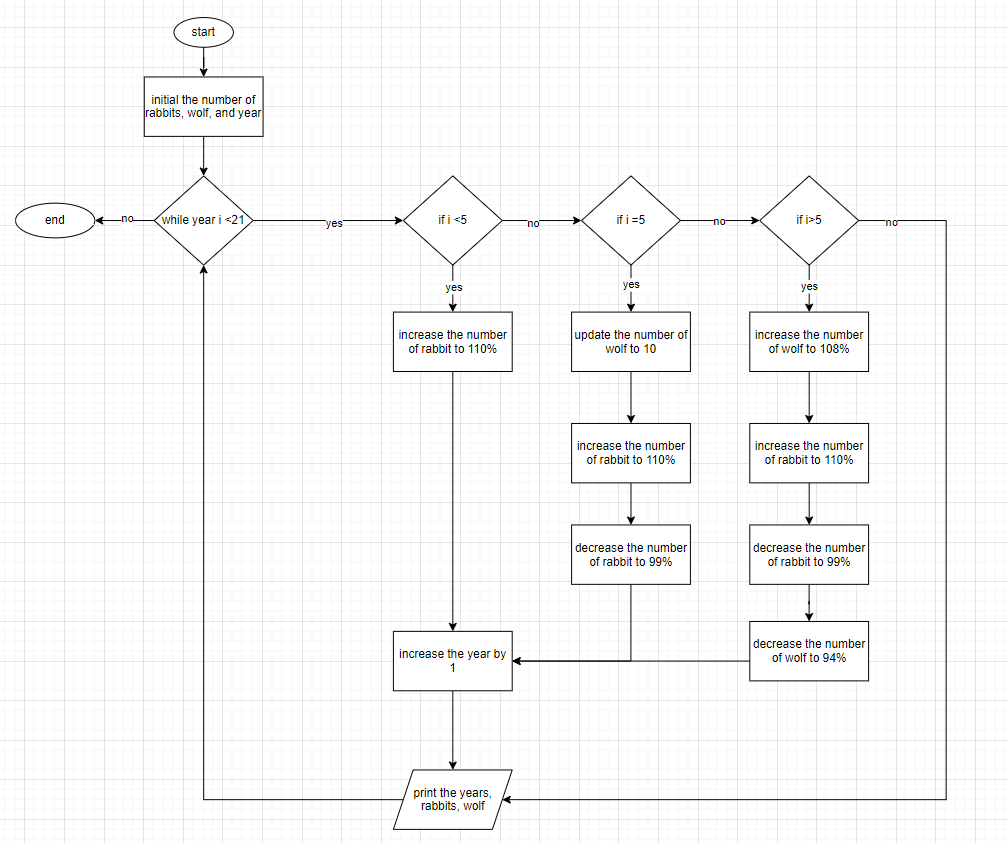 start
initial the number of
rabbits, wolf, and year
end
no
while year i <21
yes
if i <5
no
if i =5
no
if i>5
no
yes
yes
yes
increase the number
of rabbit to 110%
update the number of
wolf to 10
increase the number
of wolf to 108%
increase the number
of rabbit to 110%
increase the number
of rabbit to 110%
decrease the number
of rabbit to 99%
decrease the number
of rabbit to 99%
increase the year by
1
decrease the number
of wolf to 94%
print the years,
rabbits, wolf